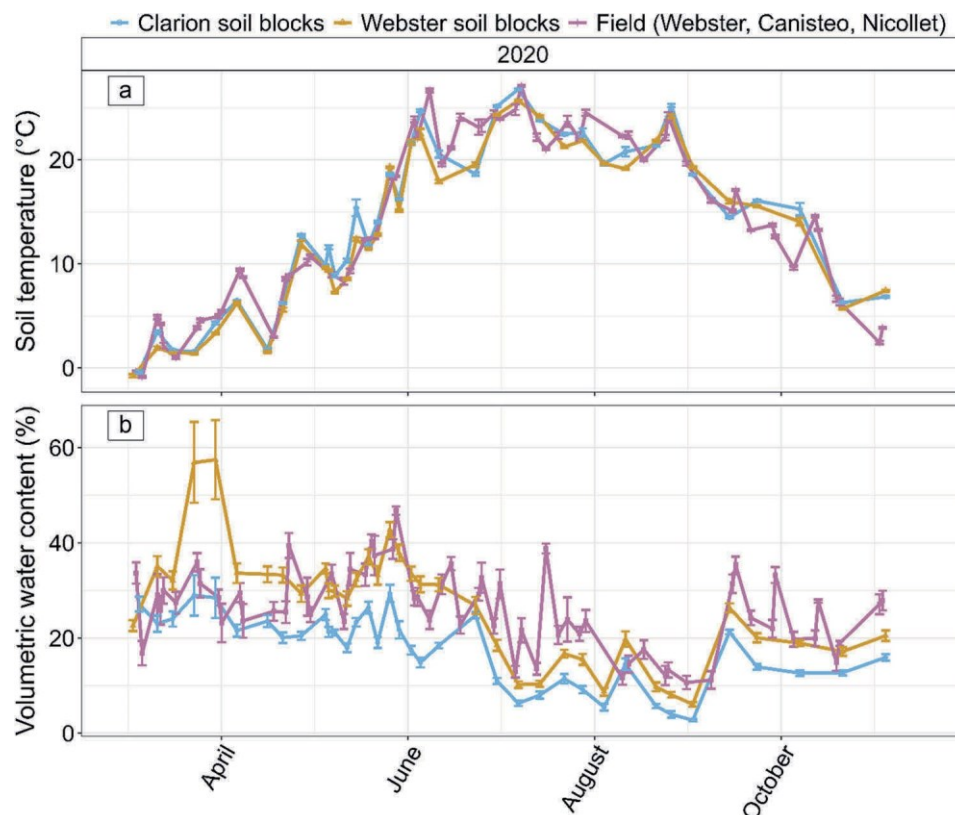 Clarion soil blocks Webster soil blocks Field (Webster, Canisteo, Nicollet)
2020
a
Soil temperature (°C)
20
10
0
b
Volumetric water content (%)
60
40
20
0
April
June
August
October